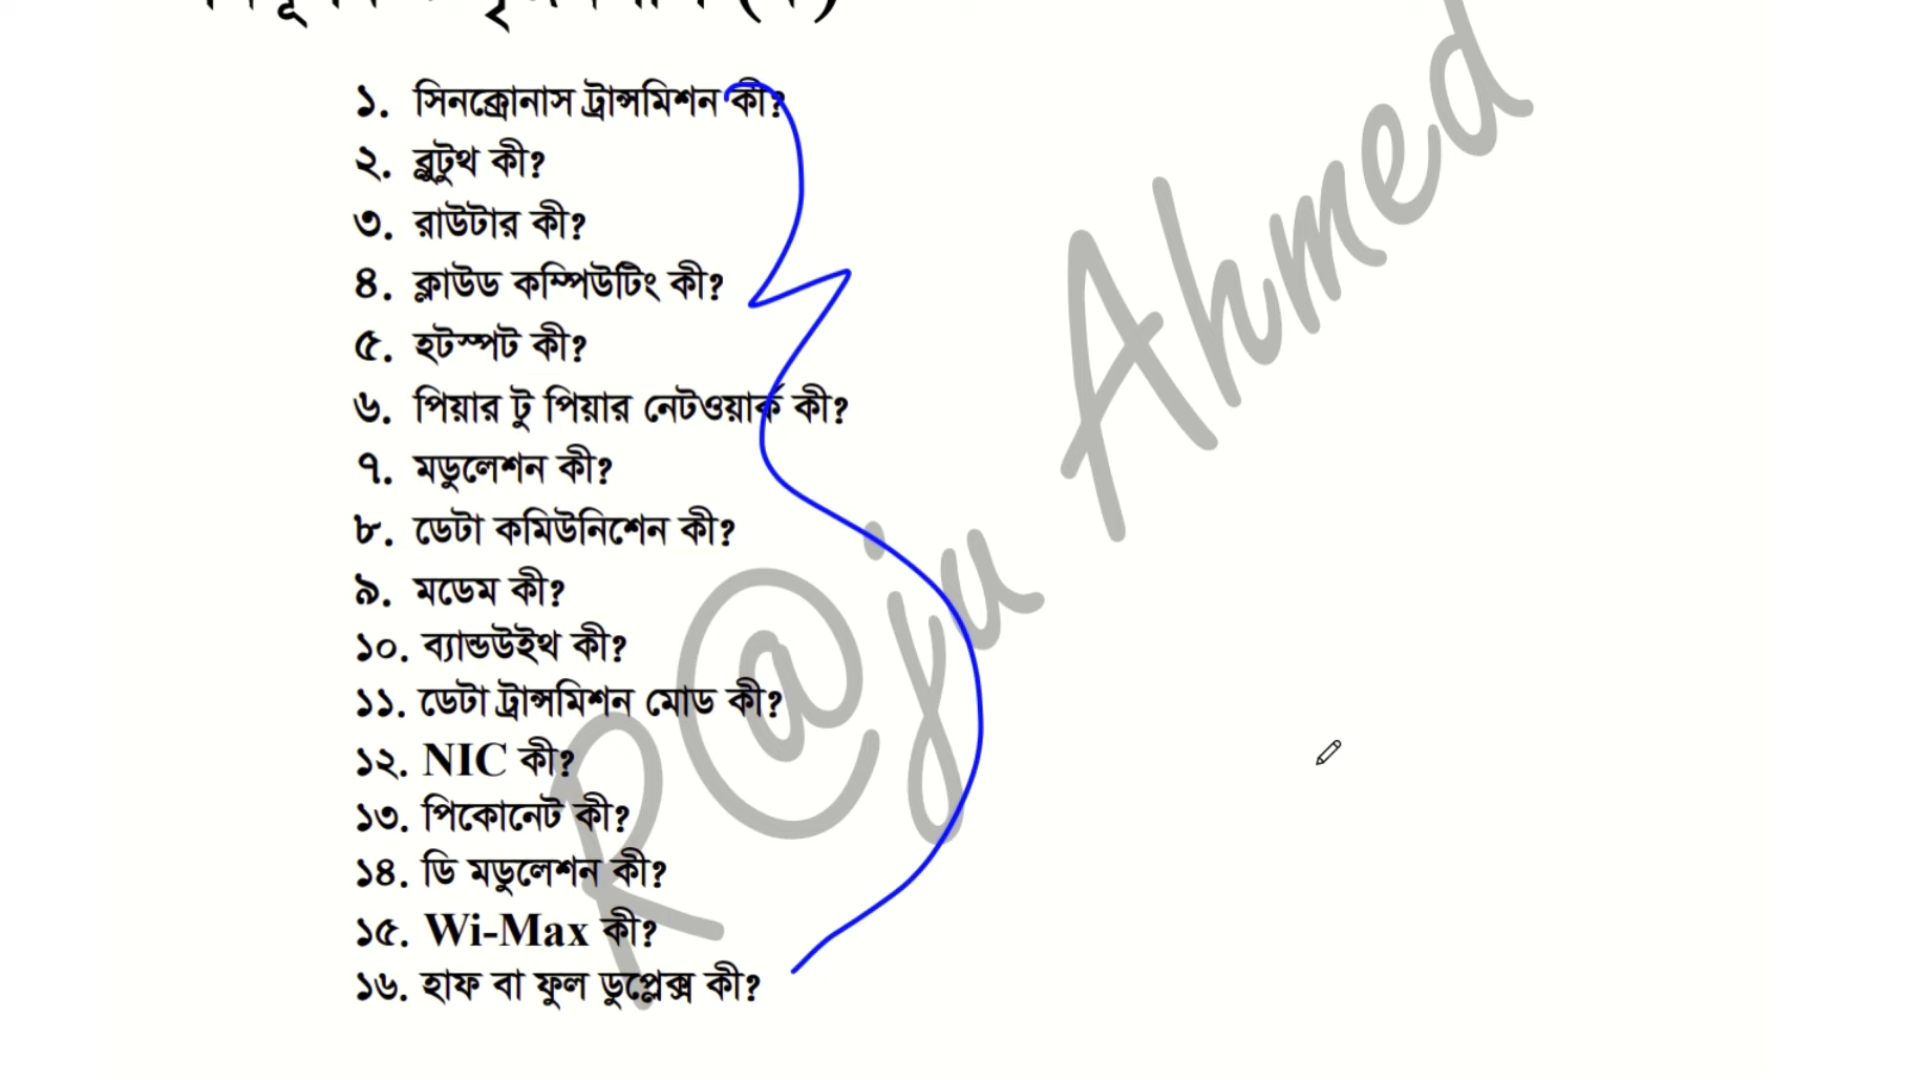 ১. সিনক্রোনাস ট্রান্সমিশন কী?
২. ব্লুটুথ কী?
৩. রাউটার কী?
৪. ক্লাউড কম্পিউটিং কী?
৫. হটস্পট কী?
৬. পিয়ার টু পিয়ার নেটওয়ার্ক কী?
৭. মডুলেশন কী?
৮. ডেটা কমিউনিশেন কী?
৯. মডেম কী?
১০. ব্যান্ডউইথ কী?
১১. ডেটা ট্রান্সমিশন মোড কী?
১২. NIC কী?
১৩. পিকোনেট কী?
১৪. ডি মডুলেশন কী?
১৫. Wi-Max কী?
১৬. হাফ বা ফুল ডুপ্লেক্স কী?
R@ju Ahmed